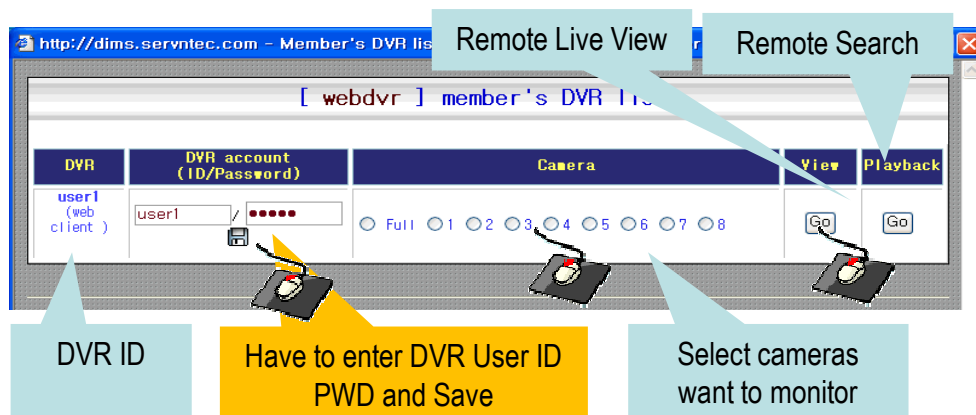 http://dims.servntec.com - Member's DVR lis
Remote Live View
r
Remote Search
[ webdvr ] member's DVR li
DVR
DVR account
(ID/Password)
Camera
View
Playback
user1
(web
client )
user1 / ●●●●●
Full 1 2 3 4 5 6 7 8
Go
Go
DVR ID
Have to enter DVR User ID
PWD and Save
Select cameras
want to monitor